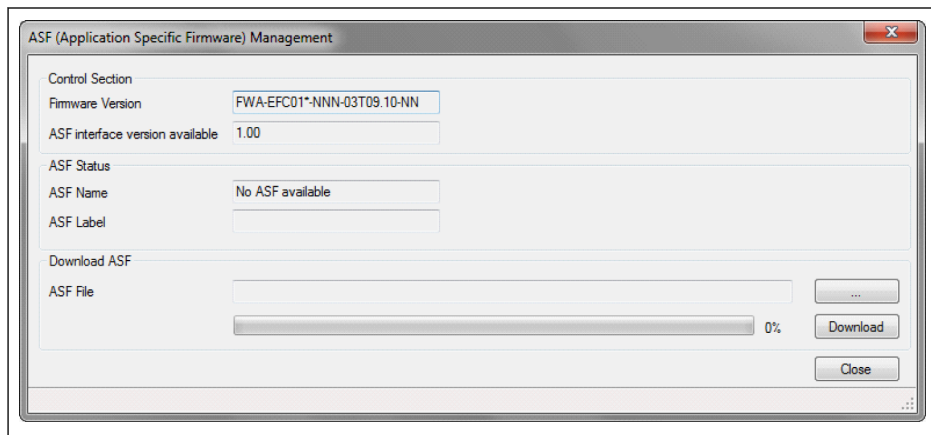 ASF (Application Specific Firmware) Management
Control Section
Firmware Version FWA-EFC01*-NNN-03T09.10-NN
ASF interface version available 1.00
ASF Status
ASF Name No ASF available
ASF Label
Download ASF
ASF File ...
0% Download
Close